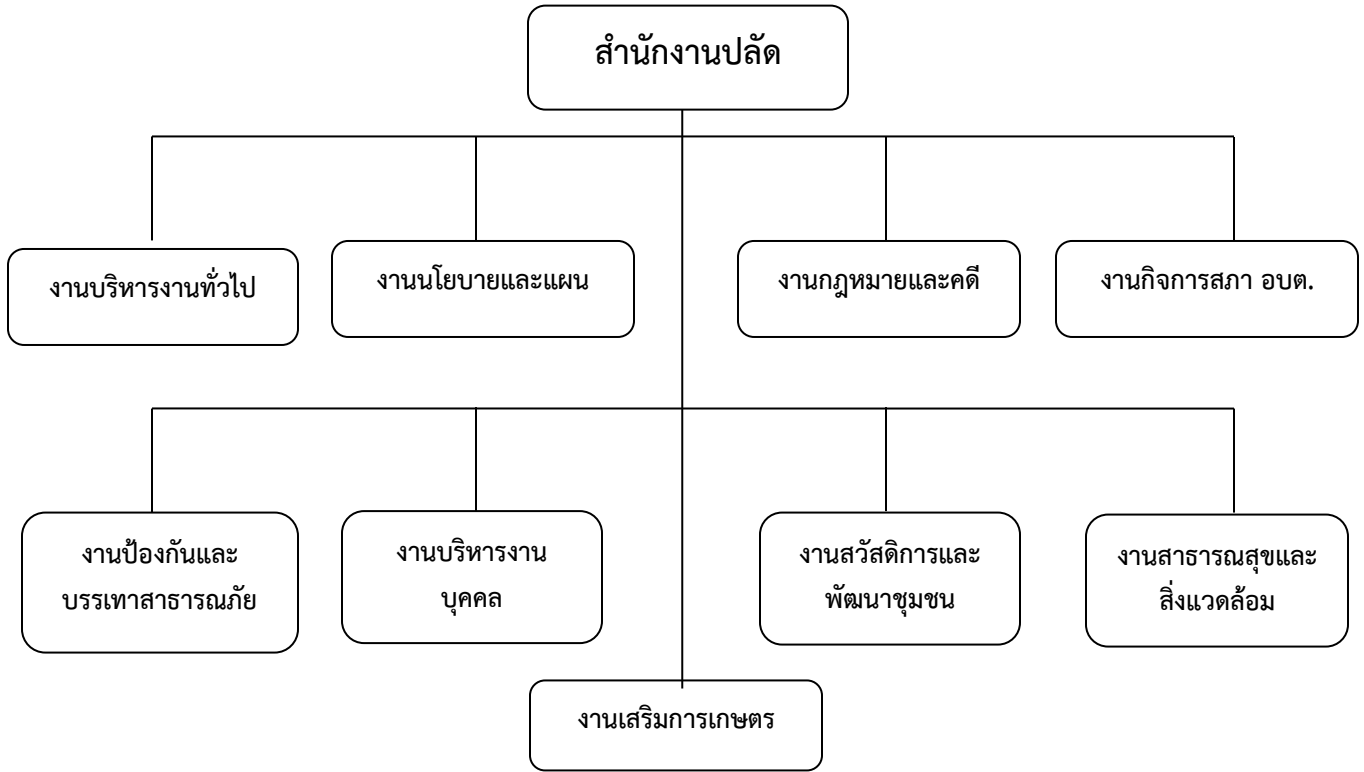 สำนักงานปลัด
งานบริหารงานทั่วไป
งานนโยบายและแผน
งานกฎหมายและคดี
งานกิจการสภา อบต.
งานป้องกันและ
บรรเทาสาธารณภัย
งานบริหารงาน
บุคคล
งานสวัสดิการและ
พัฒนาชุมชน
งานสาธารณสุขและ
สิ่งแวดล้อม
งานเสริมการเกษตร